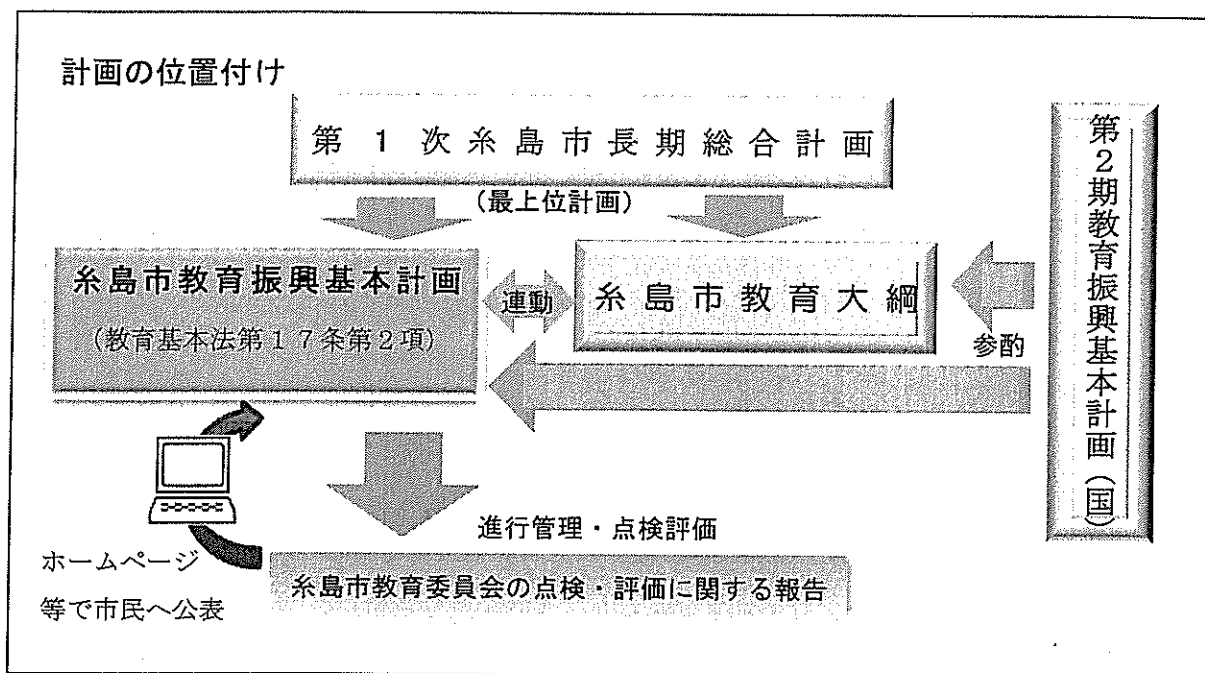 計画の位置付け
第1次糸島市長期総合計画
(最上位計画)
糸島市教育振興基本計画
(教育基本法第17条第2項)
連動
糸島市教育大綱
参酌
第2期教育振興基本計画(国)
進行管理・点検評価
糸島市教育委員会の点検・評価に関する報告
ホームページ
等で市民へ公表